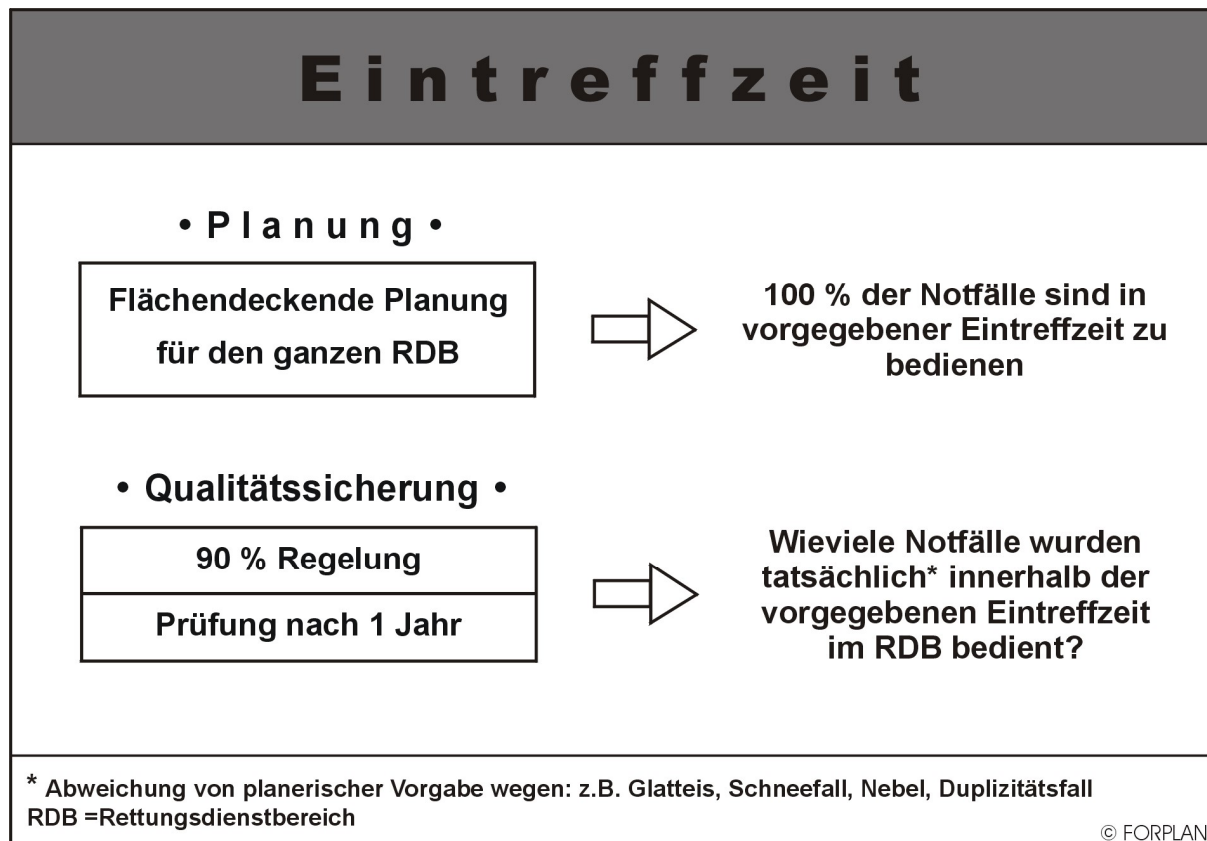 Eintreffzeit
• Planung •
Flächendeckende Planung
für den ganzen RDB
100 % der Notfälle sind in
vorgegebener Eintreffzeit zu
bedienen
• Qualitätssicherung •
90 % Regelung
Prüfung nach 1 Jahr
Wieviele Notfälle wurden
tatsächlich* innerhalb der
vorgegebenen Eintreffzeit
im RDB bedient?
* Abweichung von planerischer Vorgabe wegen: z.B. Glatteis, Schneefall, Nebel, Duplizitätsfall
RDB =Rettungsdienstbereich
© FORPLAN